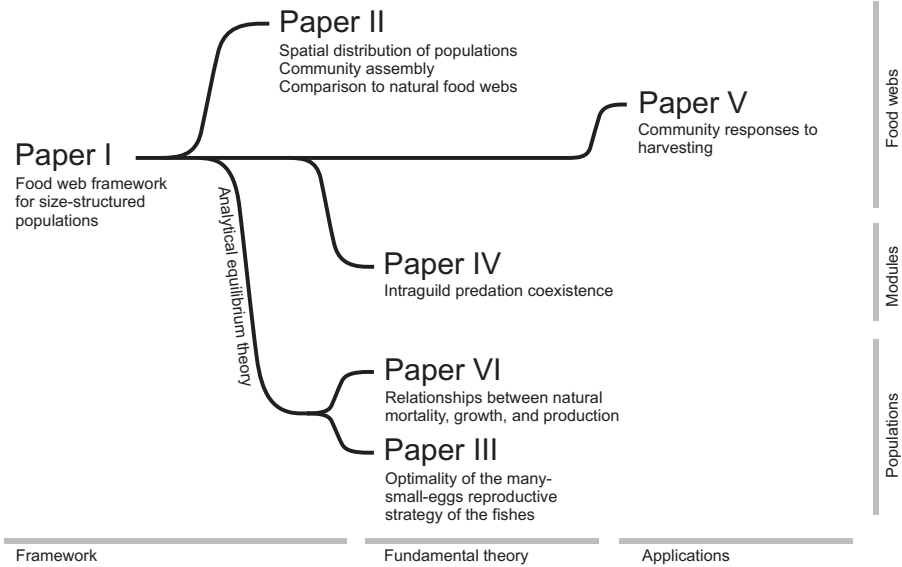 Paper II
Spatial distribution of populations
Community assembly
Comparison to natural food webs
Paper V
Community responses to
harvesting
Paper I
Food web framework
for size-structured
populations
Analytical equilibrium theory
Paper IV
Intraguild predation coexistence
Paper VI
Relationships between natural
mortality, growth, and production
Paper III
Optimality of the many-
small-eggs reproductive
strategy of the fishes
Food webs
Modules
Populations
Framework
Fundamental theory
Applications